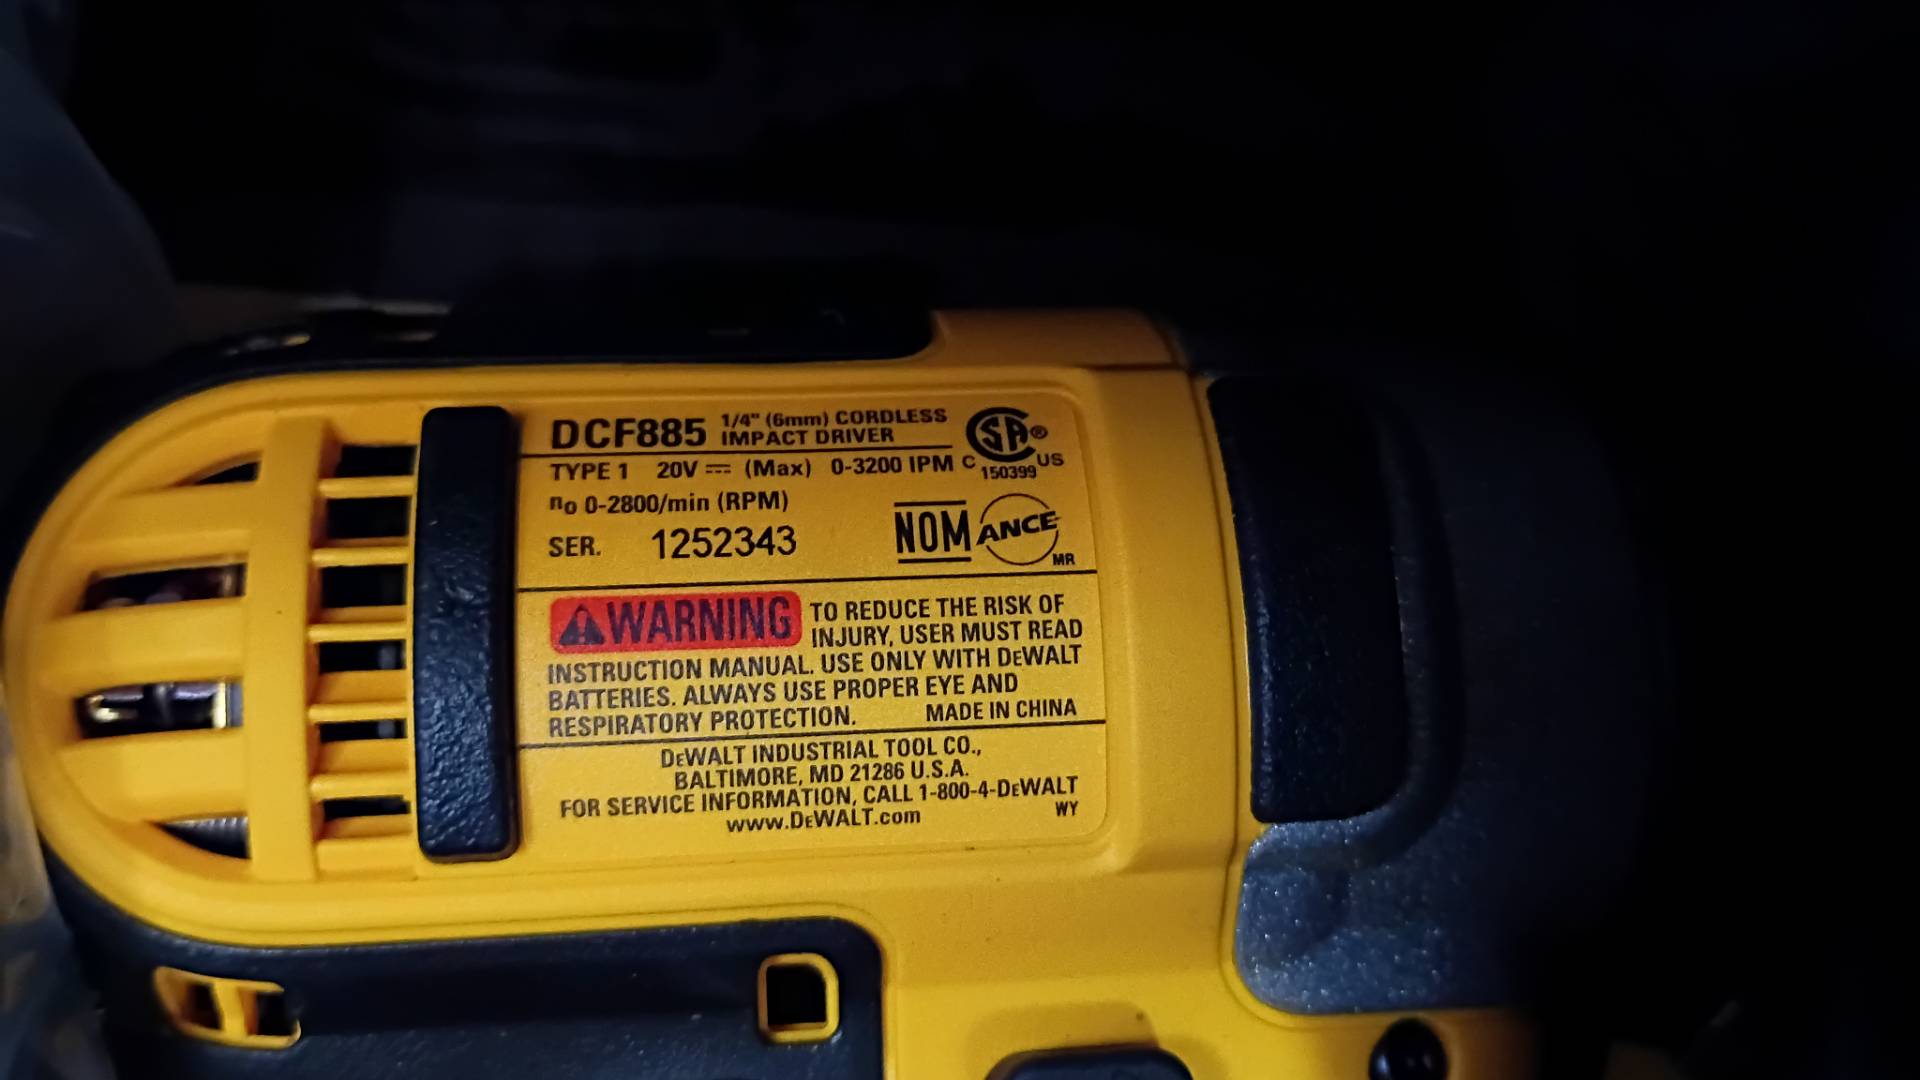 DCF885 1/4" (6mm) CORDLESS
IMPACT DRIVER
SA ®
TYPE 1 20V ⎓ (Max) 0-3200 IPM
C 150399 US
n₀ 0-2800/min (RPM)
SER. 1252343
NOM ANCE
MR
⚠WARNING TO REDUCE THE RISK OF
INJURY, USER MUST READ
INSTRUCTION MANUAL. USE ONLY WITH DEWALT
BATTERIES. ALWAYS USE PROPER EYE AND
RESPIRATORY PROTECTION. MADE IN CHINA
DEWALT INDUSTRIAL TOOL CO.,
BALTIMORE, MD 21286 U.S.A.
FOR SERVICE INFORMATION, CALL 1-800-4-DEWALT
www.DEWALT.com WY